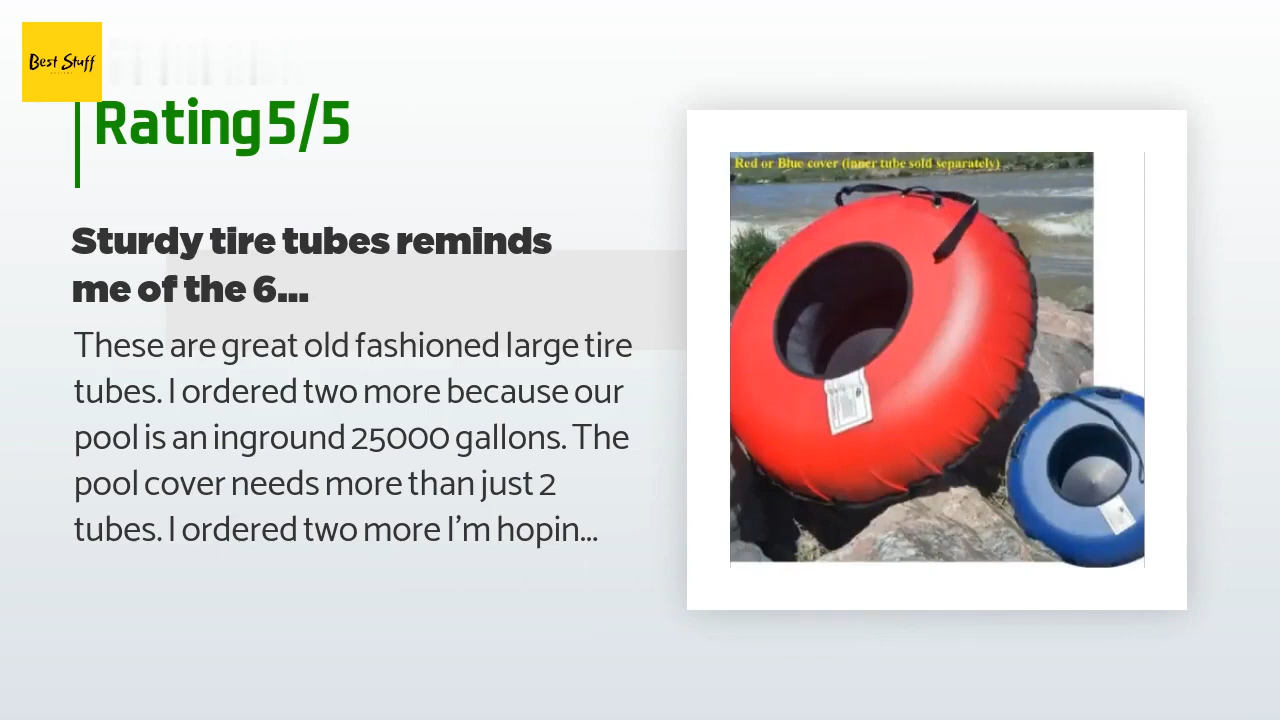 Best Stuff
Rating 5/5
Sturdy tire tubes reminds
me of the 6...
These are great old fashioned large tire
tubes. I ordered two more because our
pool is an inground 25000 gallons. The
pool cover needs more than just 2
tubes. I ordered two more I'm hopin...
Red or Blue cover (inner tube sold separately)